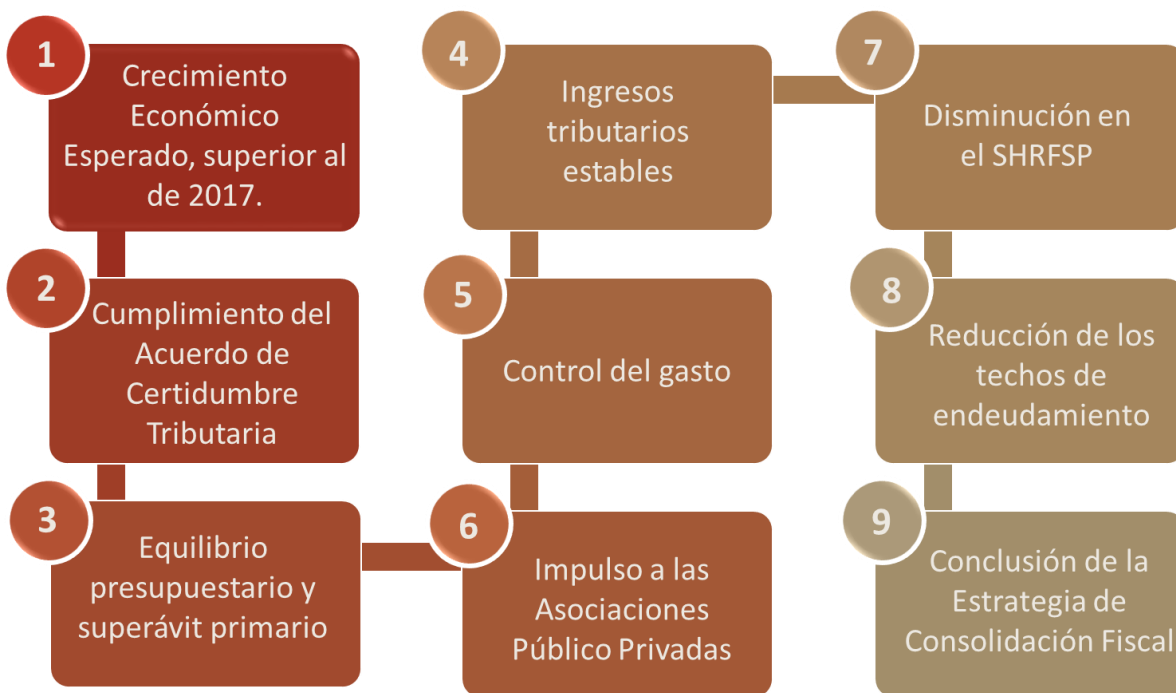 1
Crecimiento
Económico
Esperado, superior al
de 2017.
2
Cumplimiento del
Acuerdo de
Certidumbre
Tributaria
3
Equilibrio
presupuestario y
superávit primario
4
Ingresos
tributarios
estables
5
Control del gasto
6
Impulso a las
Asociaciones
Público Privadas
7
Disminución en
el SHRFSP
8
Reducción de los
techos de
endeudamiento
9
Conclusión de la
Estrategia de
Consolidación Fiscal